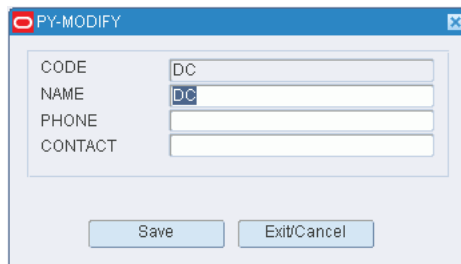 PY-MODIFY
CODE DC
NAME DC
PHONE
CONTACT
Save Exit/Cancel